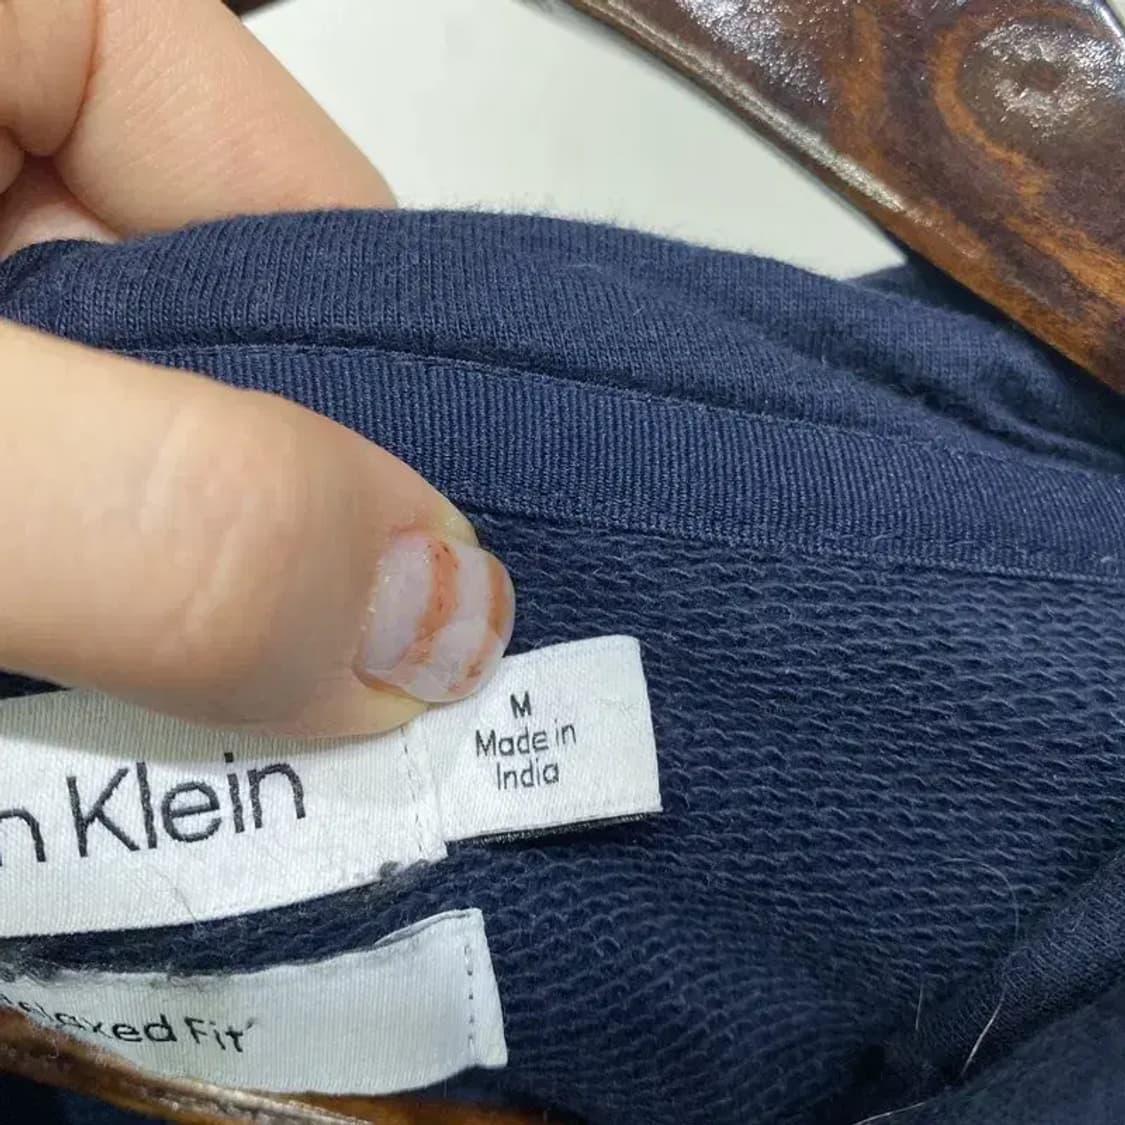 n Klein
M
Made in
India
elaxed Fit